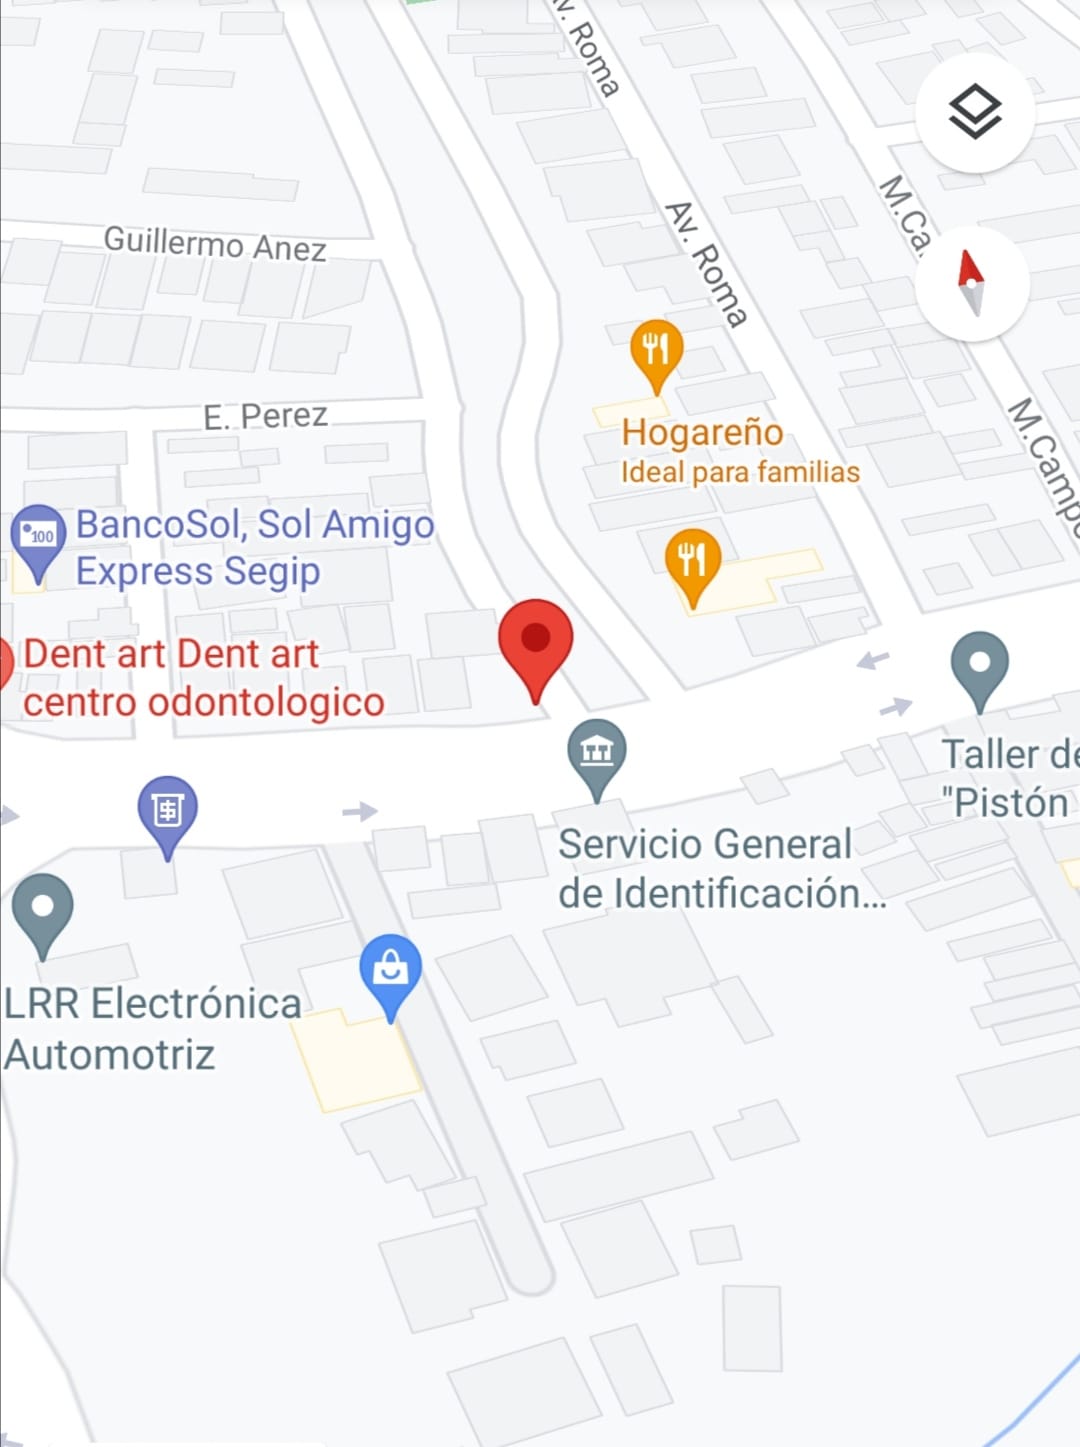 Av. Roma
Av. Roma
M.Ca
Guillermo Anez
Hogareño
Ideal para familias
E. Perez
M.Campo
100
BancoSol, Sol Amigo
Express Segip
Dent art Dent art
centro odontologico
Taller de
"Pistón
$
Servicio General
de Identificación...
LRR Electrónica
Automotriz